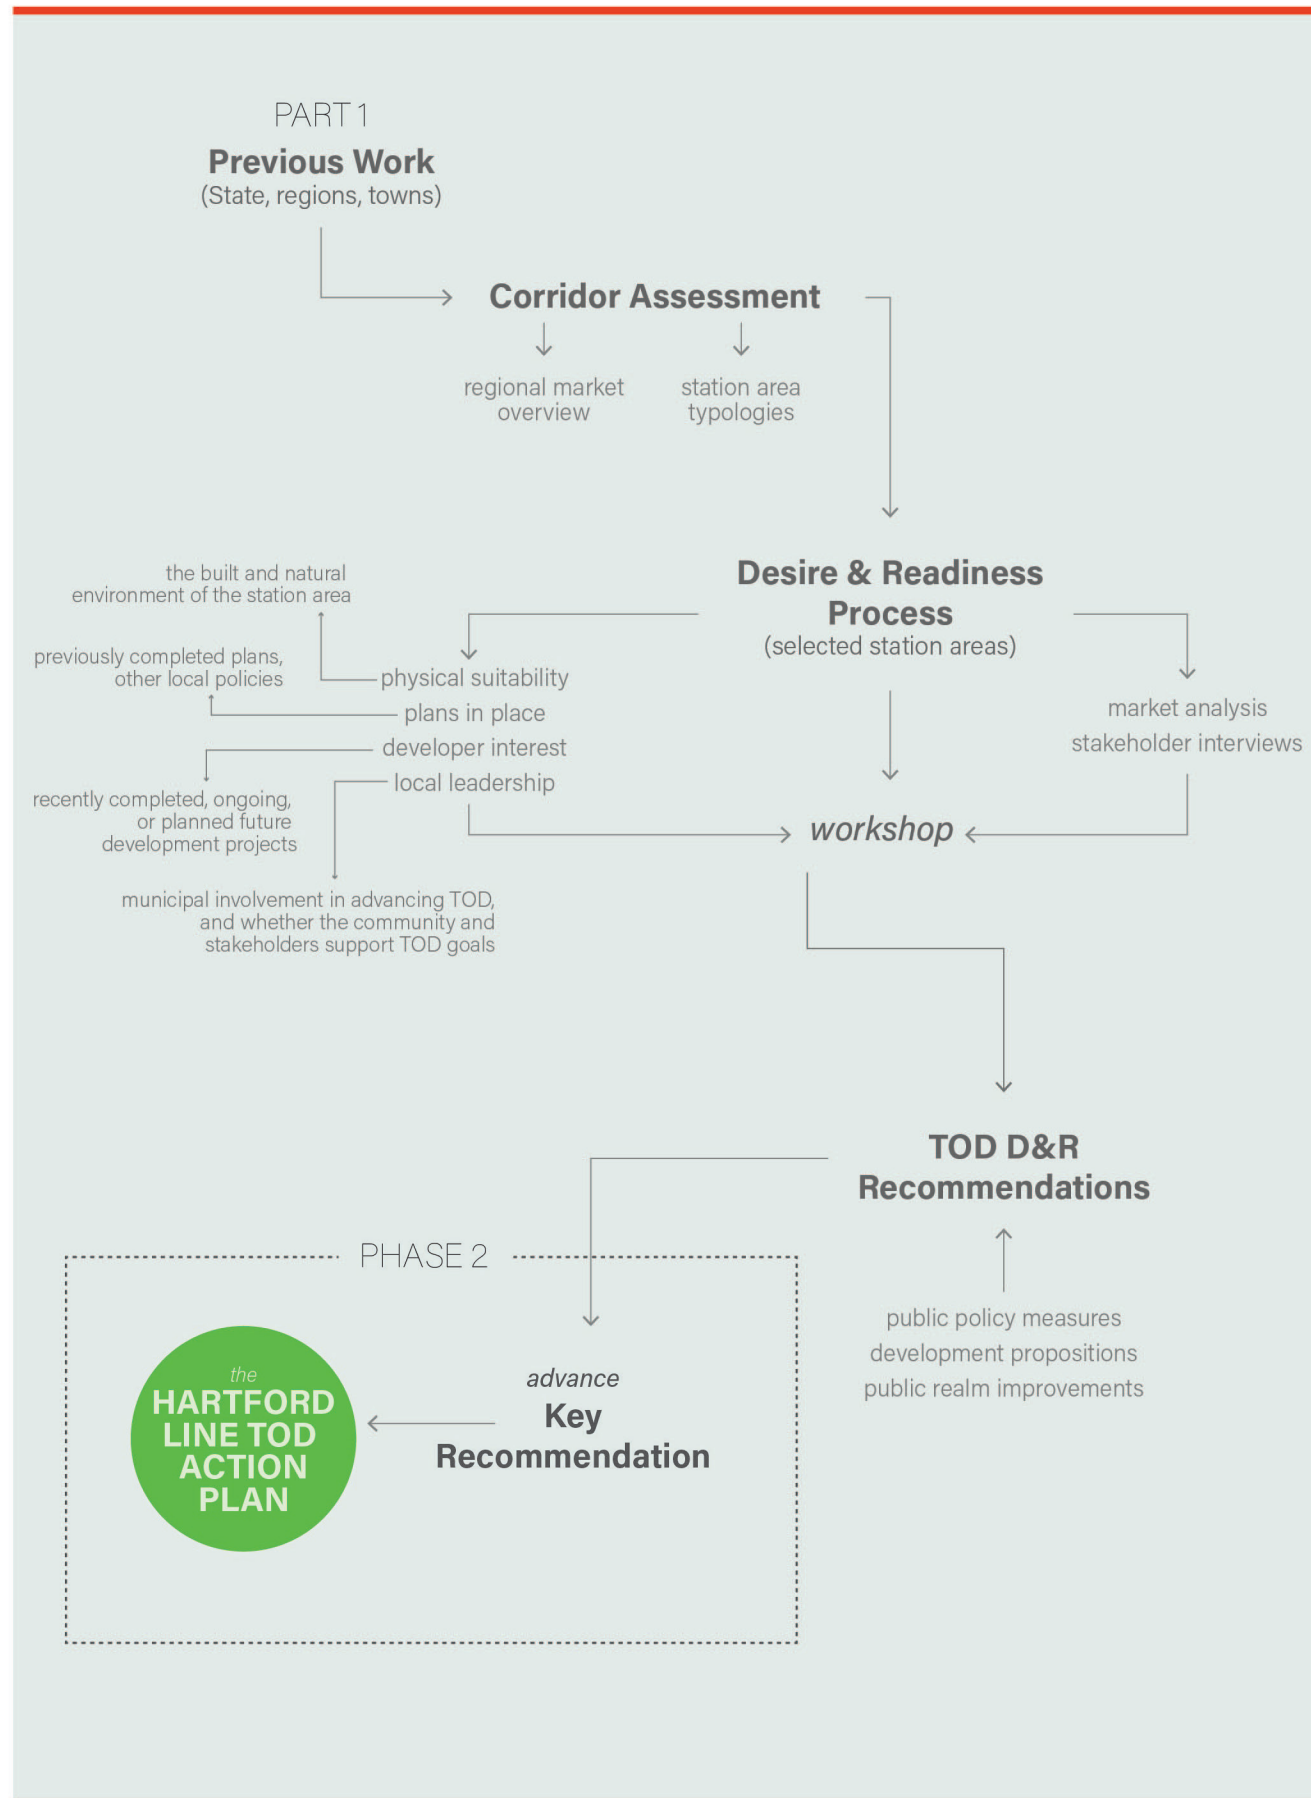 PART 1
Previous Work
(State, regions, towns)
Corridor Assessment
regional market
overview
station area
typologies
Desire & Readiness
Process
(selected station areas)
the built and natural
environment of the station area
previously completed plans,
other local policies
physical suitability
plans in place
developer interest
local leadership
recently completed, ongoing,
or planned future
development projects
municipal involvement in advancing TOD,
and whether the community and
stakeholders support TOD goals
market analysis
stakeholder interviews
workshop
TOD D&R
Recommendations
public policy measures
development propositions
public realm improvements
PHASE 2
advance
Key
Recommendation
the
HARTFORD
LINE TOD
ACTION
PLAN